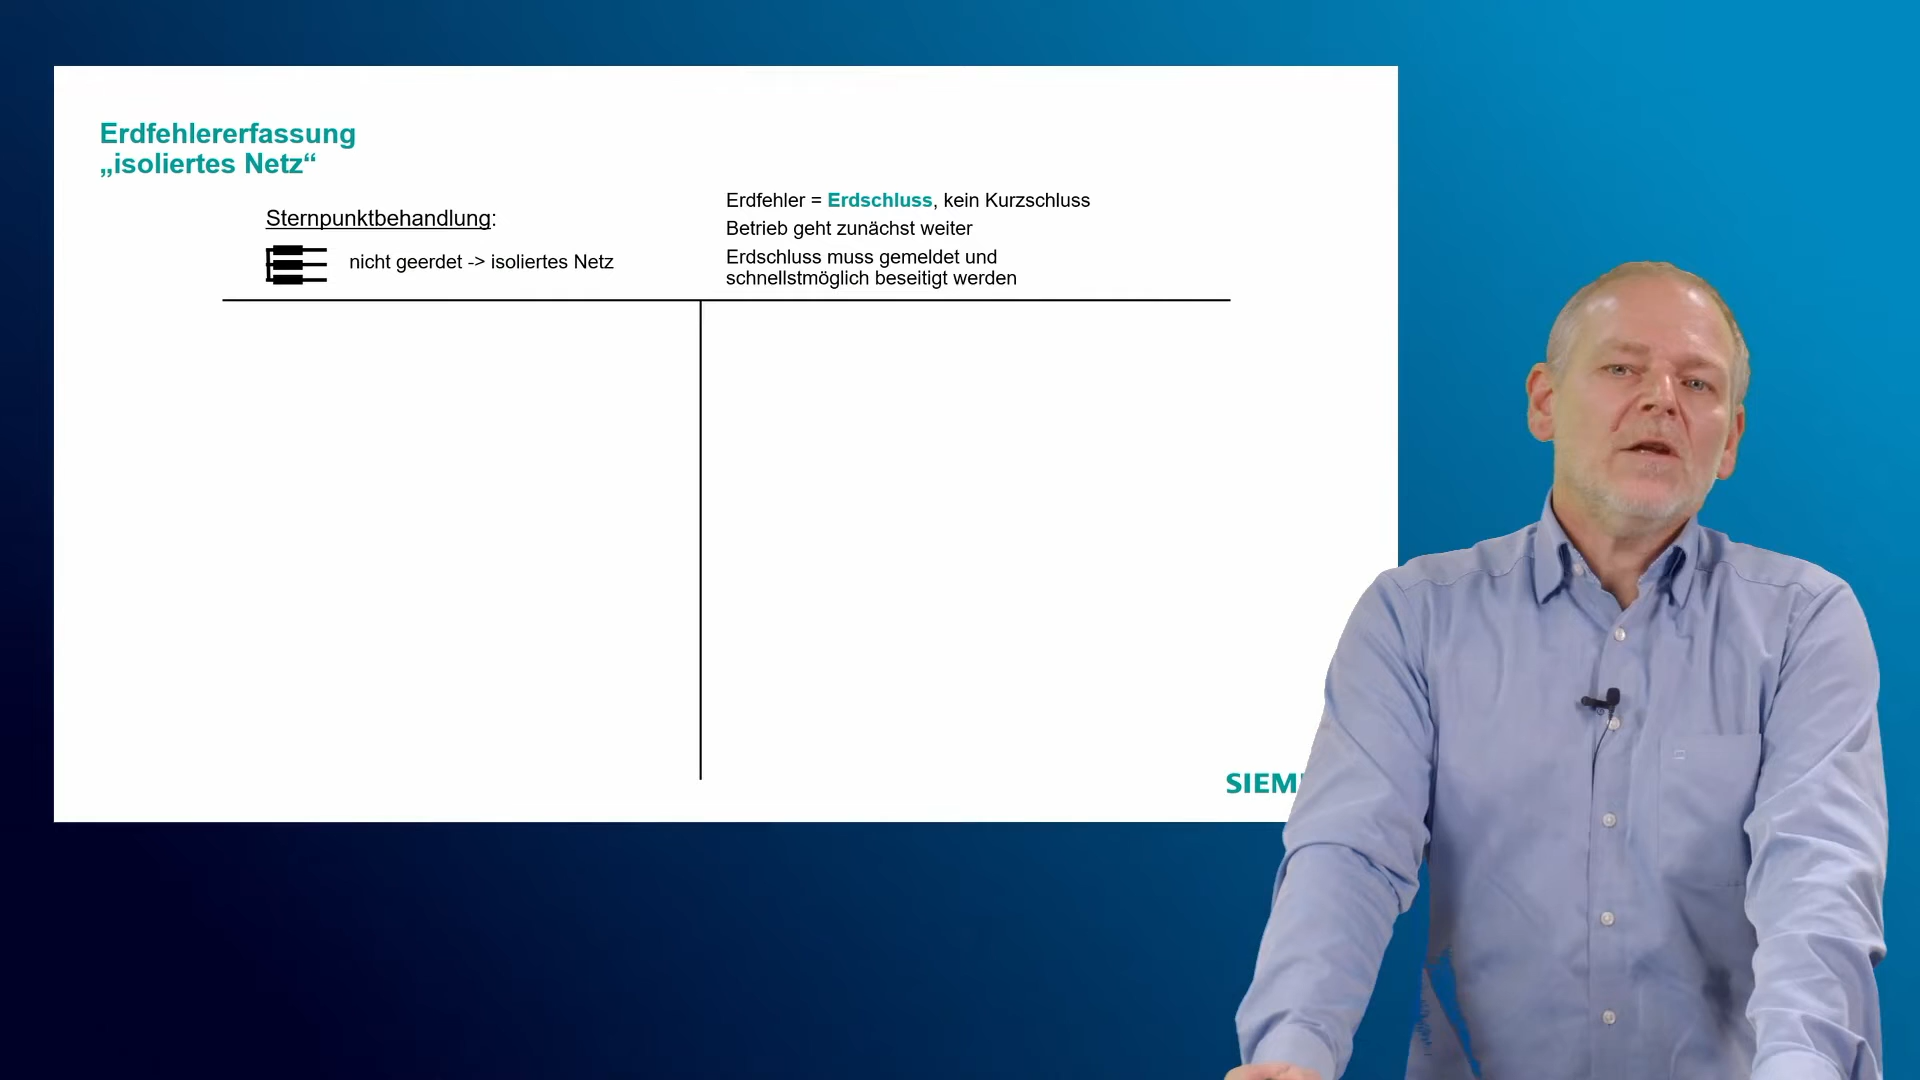 Erdfehlererfassung
„isoliertes Netz“
Sternpunktbehandlung:
nicht geerdet -> isoliertes Netz
Erdfehler = Erdschluss, kein Kurzschluss
Betrieb geht zunächst weiter
Erdschluss muss gemeldet und
schnellstmöglich beseitigt werden
SIEM